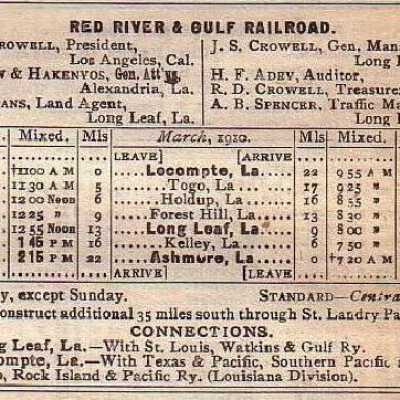 RED RIVER & GULF RAILROAD.
CROWELL, President,
Los Angeles, Cal.
& HAKENYOS, Gen. Att'ys,
Alexandria, La.
ANS, Land Agent,
Long Leaf, La.
J. S. CROWELL, Gen. Man
Long
H. F. ADEV, Auditor,
R. D. CROWELL, Treasurer
A. B. SPENCER, Traffic Ma
Long
Mixed. Mls March, 1910. Mls Mixed.
LEAVE] [ARRIVE
†11 00 A M 0 Lecompte, La. 22 9 55 A M
11 30 A M 5 Togo, La 17 9 25 "
12 00 Noon 6 Holdup, La 16 8 55 "
12 25 " 9 Forest Hill, La. 13 8 30 "
12 55 Noon 13 Long Leaf, La. 9 8 00 "
1 45 P M 16 Kelley, La 6 7 50 "
2 15 P M 22 Ashmore, La. 0 †7 20 A M
ARRIVE] [LEAVE
y, except Sunday. STANDARD—Centra
onstruct additional 35 miles south through St. Landry Pa
CONNECTIONS.
g Leaf, La.—With St. Louis, Watkins & Gulf Ry.
ompte, La.—With Texas & Pacific, Southern Pacific
, Rock Island & Pacific Ry. (Louisiana Division).